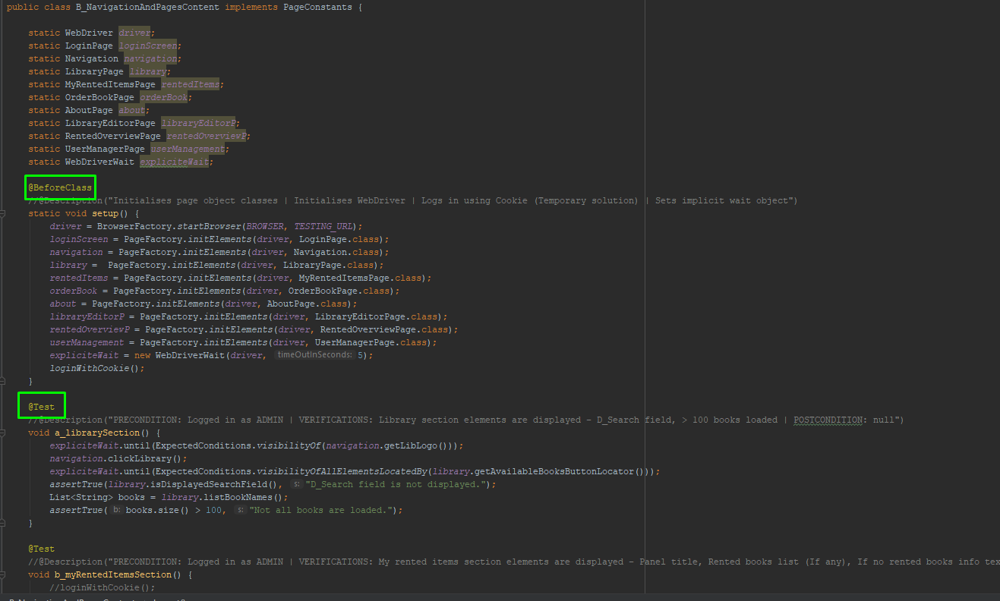 public class B_NavigationAndPagesContent implements PageConstants {
static WebDriver driver;
static LoginPage loginScreen;
static Navigation navigation;
static LibraryPage library;
static MyRentedItemsPage rentedItems;
static OrderBookPage orderBook;
static AboutPage about;
static LibraryEditorPage libraryEditorP;
static RentedOverviewPage rentedOverviewP;
static UserManagerPage userManagement;
static WebDriverWait expliciteWait;
@BeforeClass
//@Description("Initialises page object classes | Initialises WebDriver | Logs in using Cookie (Temporary solution) | Sets implicit wait object")
static void setup() {
driver = BrowserFactory.startBrowser(BROWSER, TESTING_URL);
loginScreen = PageFactory.initElements(driver, LoginPage.class);
navigation = PageFactory.initElements(driver, Navigation.class);
library =  PageFactory.initElements(driver, LibraryPage.class);
rentedItems = PageFactory.initElements(driver, MyRentedItemsPage.class);
orderBook = PageFactory.initElements(driver, OrderBookPage.class);
about = PageFactory.initElements(driver, AboutPage.class);
libraryEditorP = PageFactory.initElements(driver, LibraryEditorPage.class);
rentedOverviewP = PageFactory.initElements(driver, RentedOverviewPage.class);
userManagement = PageFactory.initElements(driver, UserManagerPage.class);
expliciteWait = new WebDriverWait(driver, timeOutInSeconds: 5);
loginWithCookie();
}
@Test
//@Description("PRECONDITION: Logged in as ADMIN | VERIFICATIONS: Library section elements are displayed - D_Search field, > 100 books loaded | POSTCONDITION: null")
void a_librarySection() {
expliciteWait.until(ExpectedConditions.visibilityOf(navigation.getLibLogo()));
navigation.clickLibrary();
expliciteWait.until(ExpectedConditions.visibilityOfAllElementsLocatedBy(library.getAvailableBooksButtonLocator()));
assertTrue(library.isDisplayedSearchField(), s: "D_Search field is not displayed.");
List<String> books = library.listBookNames();
assertTrue( b: books.size() > 100, s: "Not all books are loaded.");
}
@Test
//@Description("PRECONDITION: Logged in as ADMIN | VERIFICATIONS: My rented items section elements are displayed - Panel title, Rented books list (If any), If no rented books info tex
void b_myRentedItemsSection() {
//loginWithCookie();